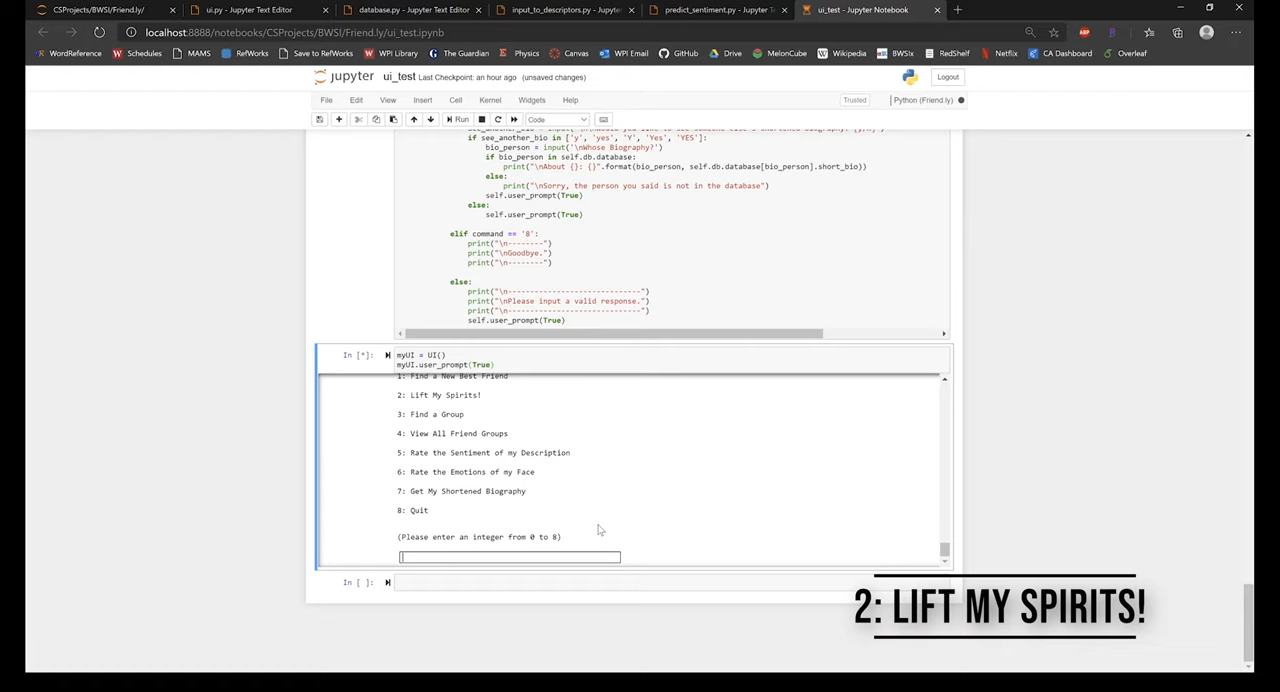 CSProjects/BWSI/Friend.ly/
ui.py - Jupyter Text Editor
database.py - Jupyter Text Editor
input_to_descriptors.py - Jupyter
predict_sentiment.py - Jupyter Te
ui_test - Jupyter Notebook
localhost:8888/notebooks/CSProjects/BWSI/Friend.ly/ui_test.ipynb
WordReference
Schedules
MAMS
RefWorks
Save to RefWorks
WPI Library
The Guardian
Physics
Canvas
WPI Email
GitHub
Drive
MelonCube
Wikipedia
BWSIx
RedShelf
Netflix
CA Dashboard
Overleaf
jupyter ui_test Last Checkpoint: an hour ago (unsaved changes)
Logout
File Edit View Insert Cell Kernel Widgets Help
Trusted
Python (Friend.ly)
Run
Code
if see_another_bio in ['y', 'yes', 'Y', 'Yes', 'YES']:
bio_person = input('\nWhose Biography?')
if bio_person in self.db.database:
print("\nAbout {}: {}".format(bio_person, self.db.database[bio_person].short_bio))
else:
print("\nSorry, the person you said is not in the database")
self.user_prompt(True)
else:
self.user_prompt(True)
elif command == '8':
print("\n--------")
print("\nGoodbye.")
print("\n--------")
else:
print("\n-----------------------------")
print("\nPlease input a valid response.")
print("\n-----------------------------")
self.user_prompt(True)
In [*]:
myUI = UI()
myUI.user_prompt(True)
1: Find a New Best Friend
2: Lift My Spirits!
3: Find a Group
4: View All Friend Groups
5: Rate the Sentiment of my Description
6: Rate the Emotions of my Face
7: Get My Shortened Biography
8: Quit
(Please enter an integer from 0 to 8)
In [ ]:
2: LIFT MY SPIRITS!